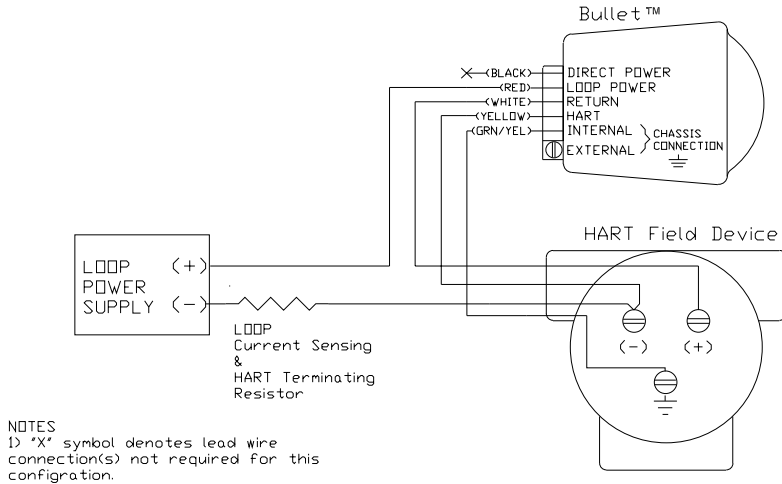 Bullet™
(BLACK) DIRECT POWER
(RED) LOOP POWER
(WHITE) RETURN
(YELLOW) HART
(GRN/YEL) INTERNAL
EXTERNAL
CHASSIS
CONNECTION
HART Field Device
LOOP (+)
POWER
SUPPLY (-)
LOOP
Current Sensing
&
HART Terminating
Resistor
(-) (+)
NOTES
1) "X" symbol denotes lead wire
connection(s) not required for this
configration.